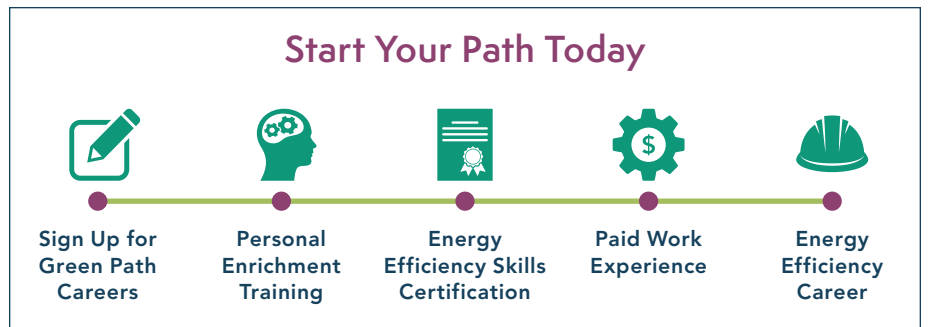 Start Your Path Today
$
Sign Up for
Green Path
Careers
Personal
Enrichment
Training
Energy
Efficiency Skills
Certification
Paid Work
Experience
Energy
Efficiency
Career